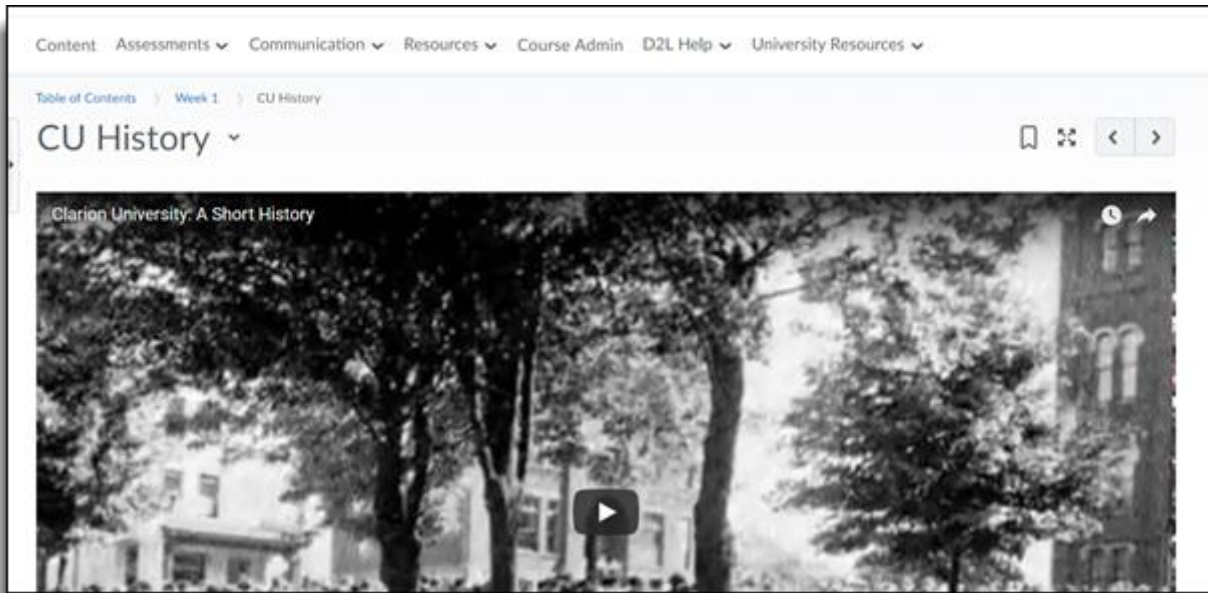 Content Assessments Communication Resources Course Admin D2L Help University Resources
Table of Contents Week 1 CU History
CU History
Clarion University: A Short History